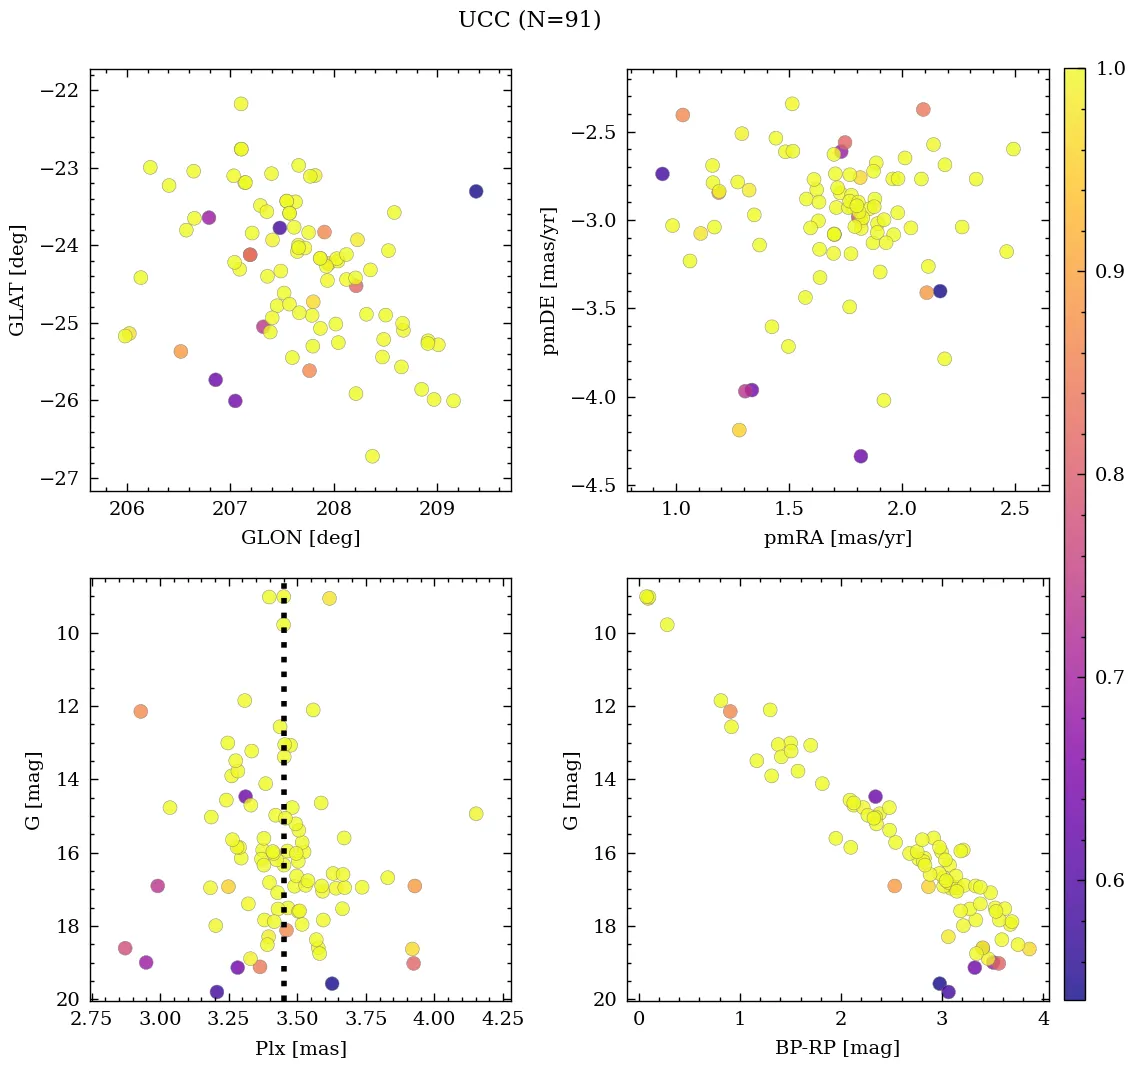 UCC (N=91)
−22
−23
−24
−25
−26
−27
GLAT [deg]
206 207 208 209
GLON [deg]
−2.5
−3.0
−3.5
−4.0
−4.5
pmDE [mas/yr]
1.0 1.5 2.0 2.5
pmRA [mas/yr]
1.0
0.9
0.8
0.7
0.6
10
12
14
16
18
20
G [mag]
2.75 3.00 3.25 3.50 3.75 4.00 4.25
Plx [mas]
10
12
14
16
18
20
G [mag]
0 1 2 3 4
BP-RP [mag]